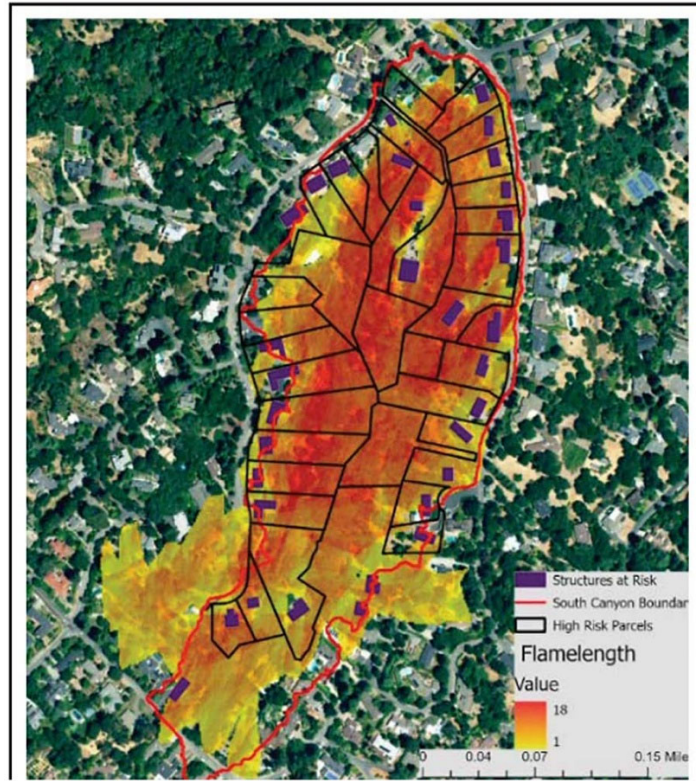 Structures at Risk
South Canyon Boundar
High Risk Parcels
Flamelength
Value
18
1
0 0.04 0.07 0.15 Mile